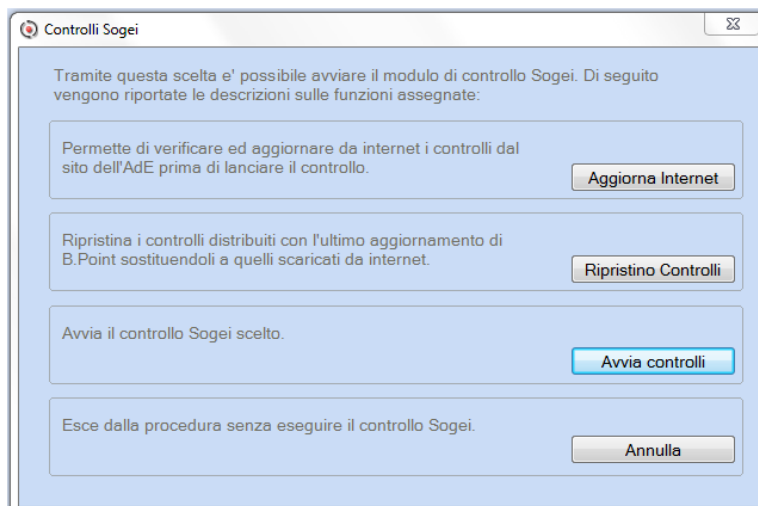 Controlli Sogei
Tramite questa scelta e' possibile avviare il modulo di controllo Sogei. Di seguito
vengono riportate le descrizioni sulle funzioni assegnate:
Permette di verificare ed aggiornare da internet i controlli dal
sito dell'AdE prima di lanciare il controllo.
Aggiorna Internet
Ripristina i controlli distribuiti con l'ultimo aggiornamento di
B.Point sostituendoli a quelli scaricati da internet.
Ripristino Controlli
Avvia il controllo Sogei scelto.
Avvia controlli
Esce dalla procedura senza eseguire il controllo Sogei.
Annulla